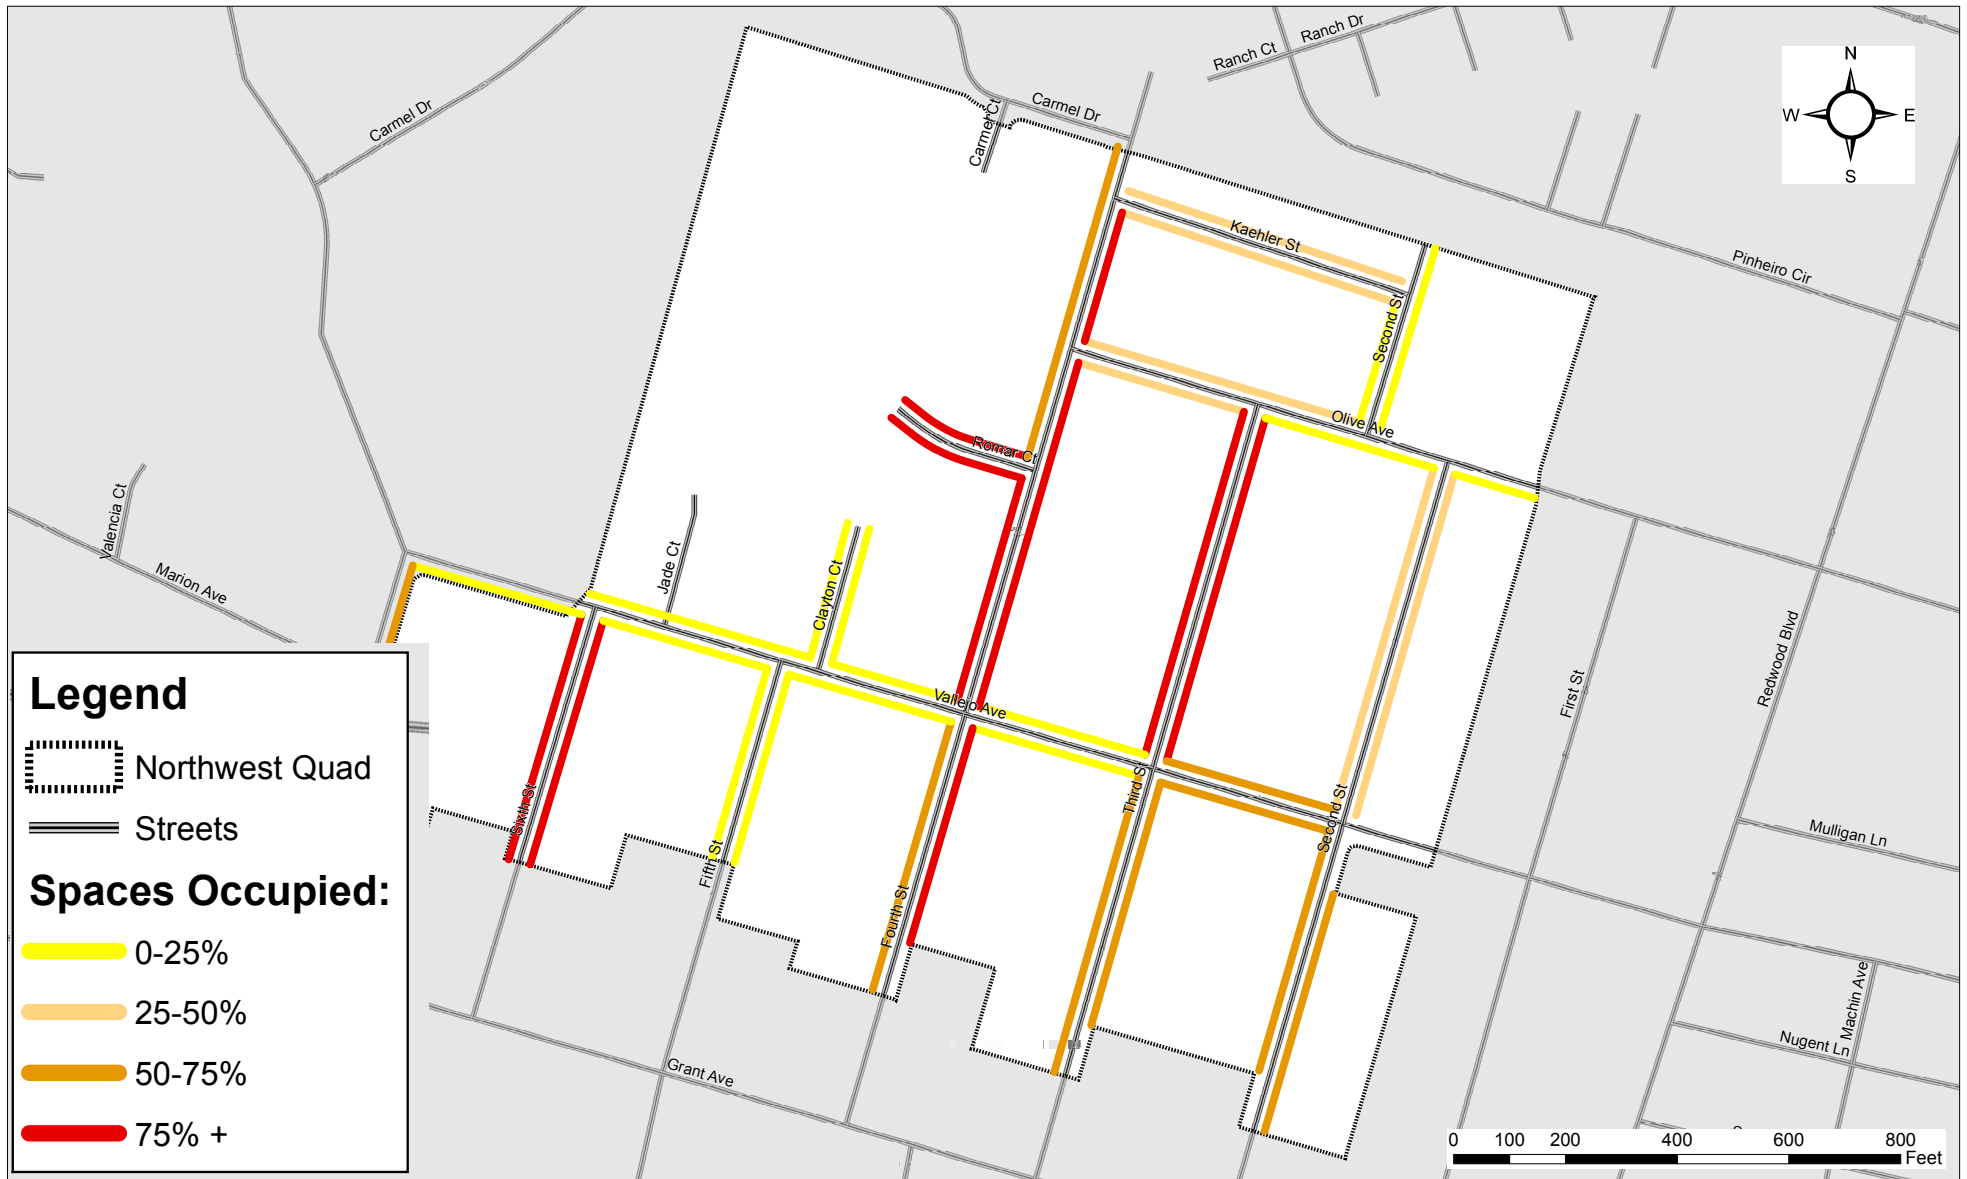 Ranch Dr
Ranch Ct
N
W
E
S
Carmel Dr
Carmel Dr
Carmel Ct
Kaehler St
Pinheiro Cir
Second St
Olive Ave
Romar Ct
Valencia Ct
Marion Ave
Jade Ct
Clayton Ct
Redwood Blvd
First St
Vallejo Ave
Third St
Second St
Sixth St
Fifth St
Fourth St
Mulligan Ln
Machin Ave
Nugent Ln
Grant Ave
Legend
Northwest Quad
Streets
Spaces Occupied:
0-25%
25-50%
50-75%
75% +
0 100 200 400 600 800
Feet